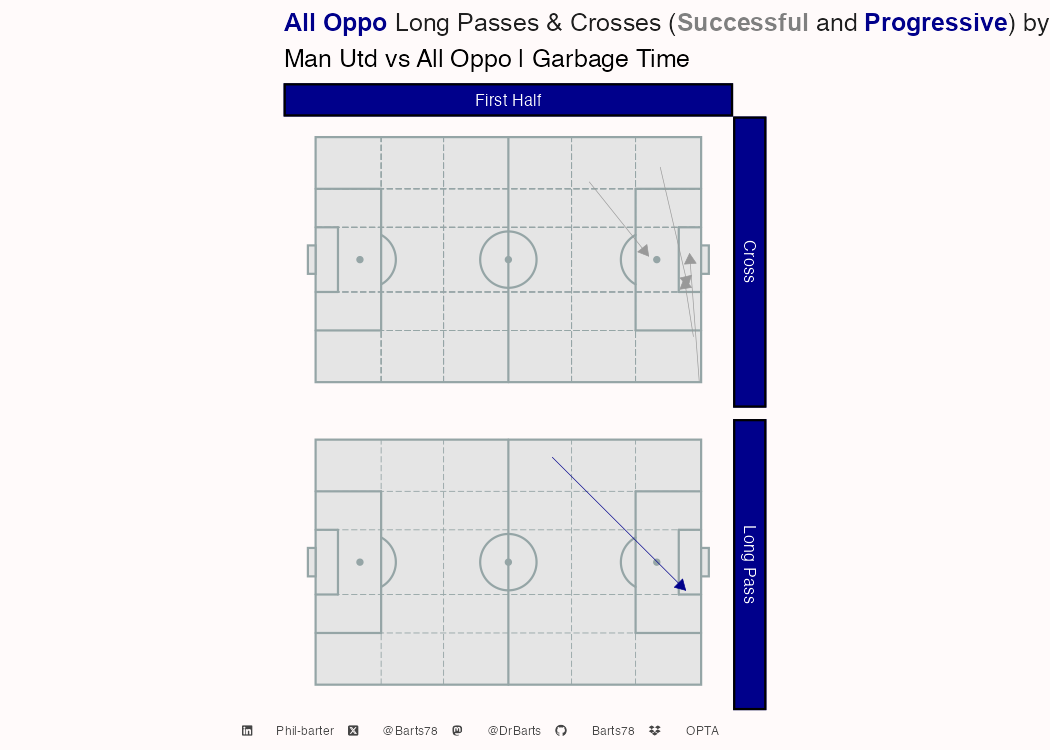 All Oppo Long Passes & Crosses (Successful and Progressive) by
Man Utd vs All Oppo | Garbage Time
First Half
Cross
Long Pass
Phil-barter @Barts78 @DrBarts Barts78 OPTA